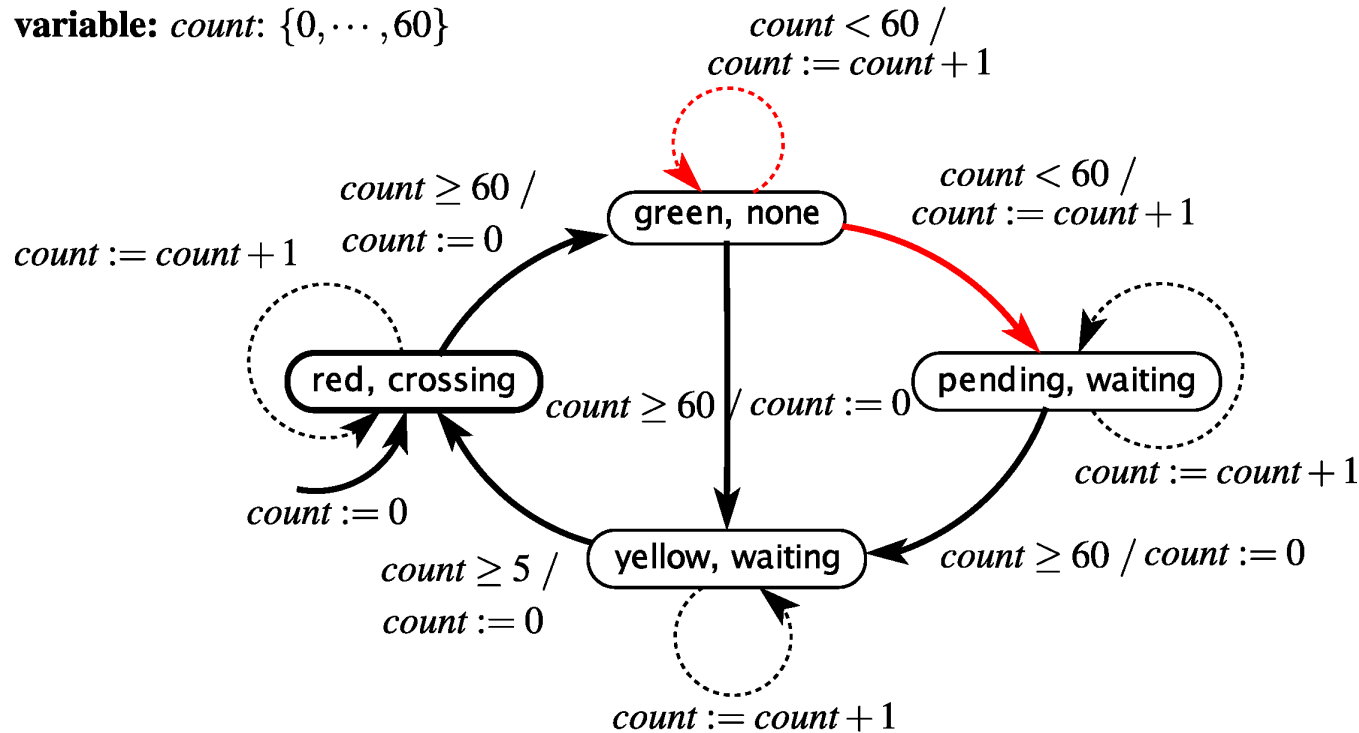 variable: count: {0, ⋯ , 60}
count < 60 /
count := count + 1
count ≥ 60 /
count := 0
green, none
count < 60 /
count := count + 1
count := count + 1
red, crossing
count ≥ 60 / count := 0
pending, waiting
count := count + 1
count := 0
yellow, waiting
count ≥ 60 / count := 0
count ≥ 5 /
count := 0
count := count + 1